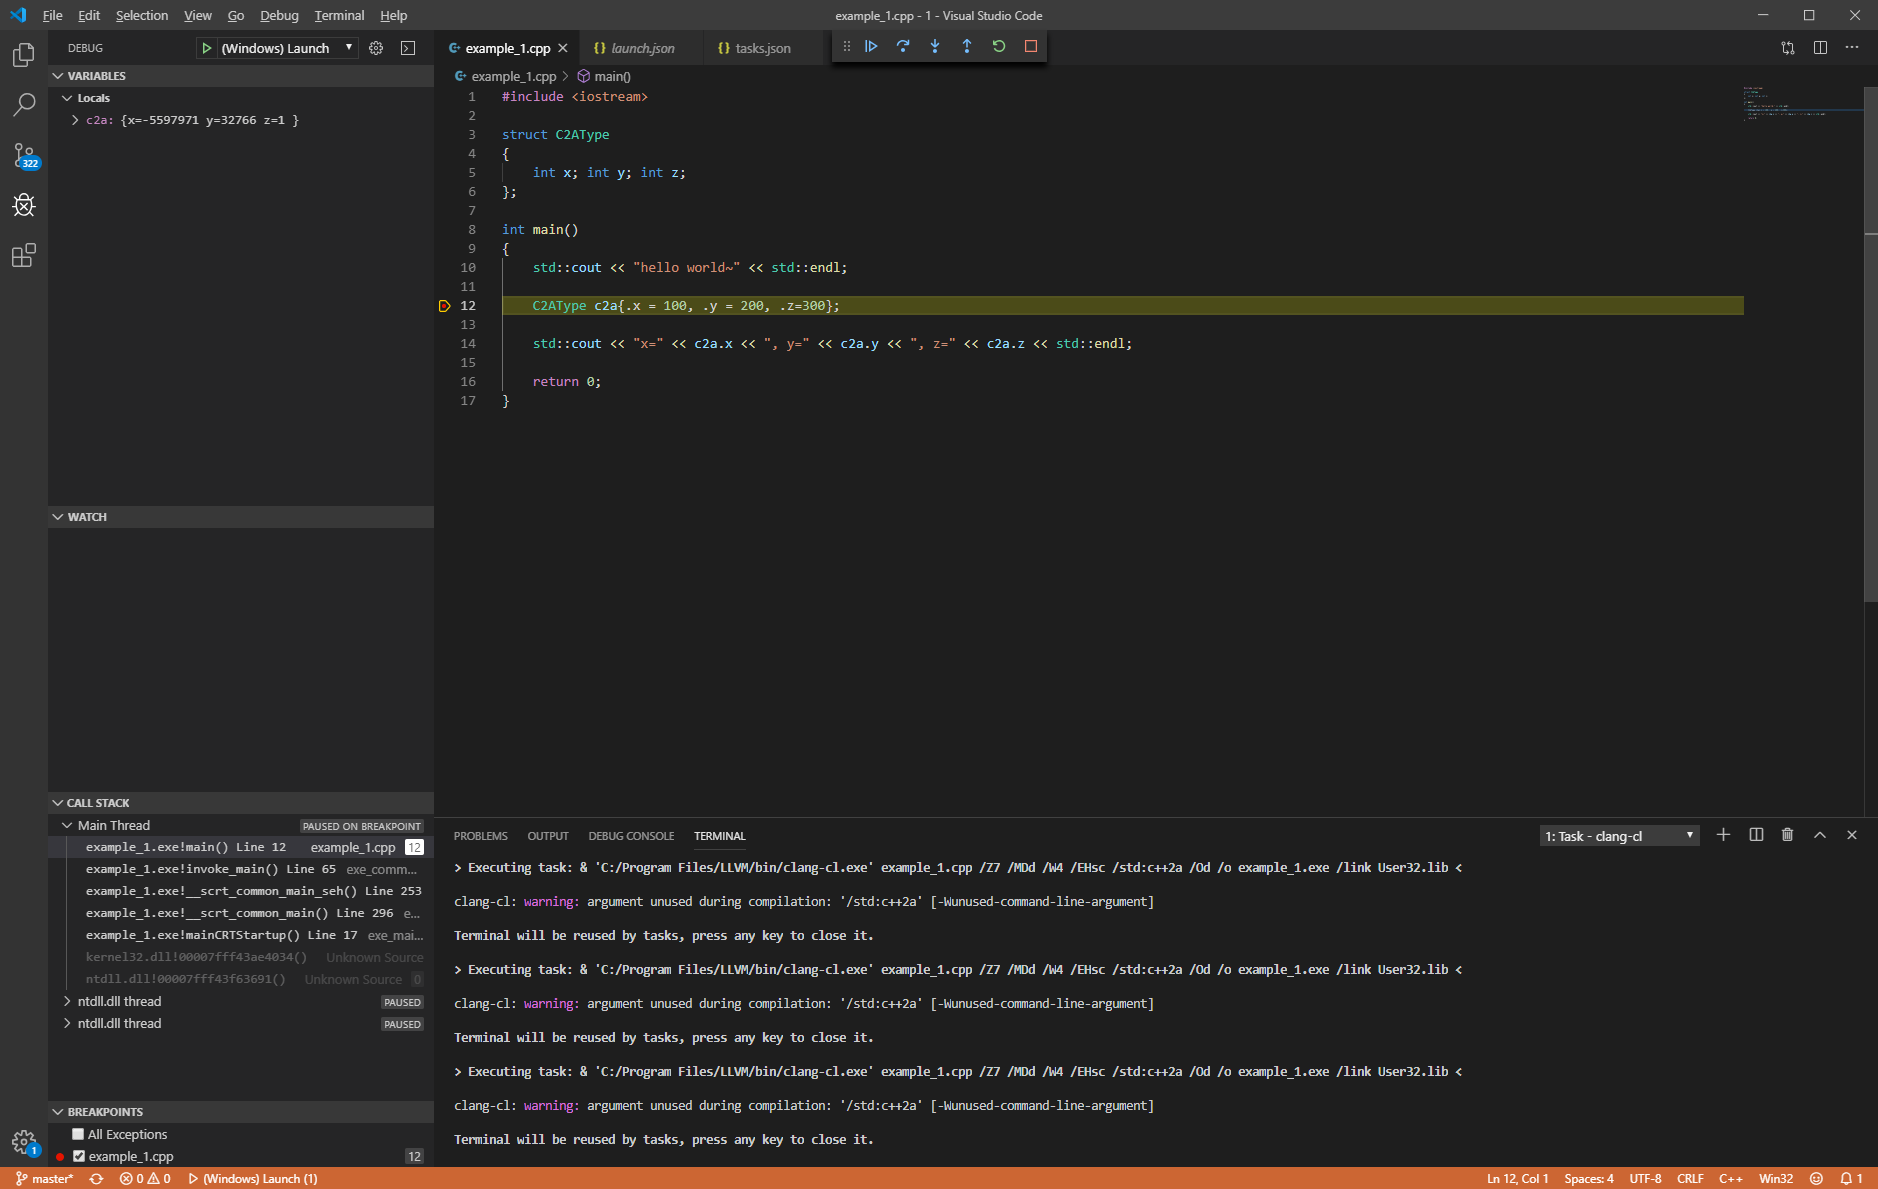 File Edit Selection View Go Debug Terminal Help
example_1.cpp - 1 - Visual Studio Code
DEBUG (Windows) Launch
example_1.cpp launch.json tasks.json
VARIABLES
Locals
c2a: {x=-5597971 y=32766 z=1 }
322
WATCH
CALL STACK
Main Thread PAUSED ON BREAKPOINT
example_1.exe!main() Line 12 example_1.cpp 12
example_1.exe!invoke_main() Line 65 exe_comm...
example_1.exe!__scrt_common_main_seh() Line 253
example_1.exe!__scrt_common_main() Line 296 e...
example_1.exe!mainCRTStartup() Line 17 exe_mai...
kernel32.dll!00007fff43ae4034() Unknown Source
ntdll.dll!00007fff43f63691() Unknown Source 0
ntdll.dll thread PAUSED
ntdll.dll thread PAUSED
BREAKPOINTS
All Exceptions
example_1.cpp 12
1
example_1.cpp > main()
1 #include <iostream>
2
3 struct C2AType
4 {
5 int x; int y; int z;
6 };
7
8 int main()
9 {
10 std::cout << "hello world~" << std::endl;
11
12 C2AType c2a{.x = 100, .y = 200, .z=300};
13
14 std::cout << "x=" << c2a.x << ", y=" << c2a.y << ", z=" << c2a.z << std::endl;
15
16 return 0;
17 }
PROBLEMS OUTPUT DEBUG CONSOLE TERMINAL 1: Task - clang-cl
> Executing task: & 'C:/Program Files/LLVM/bin/clang-cl.exe' example_1.cpp /Z7 /MDd /W4 /EHsc /std:c++2a /Od /o example_1.exe /link User32.lib <
clang-cl: warning: argument unused during compilation: '/std:c++2a' [-Wunused-command-line-argument]
Terminal will be reused by tasks, press any key to close it.
> Executing task: & 'C:/Program Files/LLVM/bin/clang-cl.exe' example_1.cpp /Z7 /MDd /W4 /EHsc /std:c++2a /Od /o example_1.exe /link User32.lib <
clang-cl: warning: argument unused during compilation: '/std:c++2a' [-Wunused-command-line-argument]
Terminal will be reused by tasks, press any key to close it.
> Executing task: & 'C:/Program Files/LLVM/bin/clang-cl.exe' example_1.cpp /Z7 /MDd /W4 /EHsc /std:c++2a /Od /o example_1.exe /link User32.lib <
clang-cl: warning: argument unused during compilation: '/std:c++2a' [-Wunused-command-line-argument]
Terminal will be reused by tasks, press any key to close it.
master* 0 0 (Windows) Launch (1) Ln 12, Col 1 Spaces: 4 UTF-8 CRLF C++ Win32 1